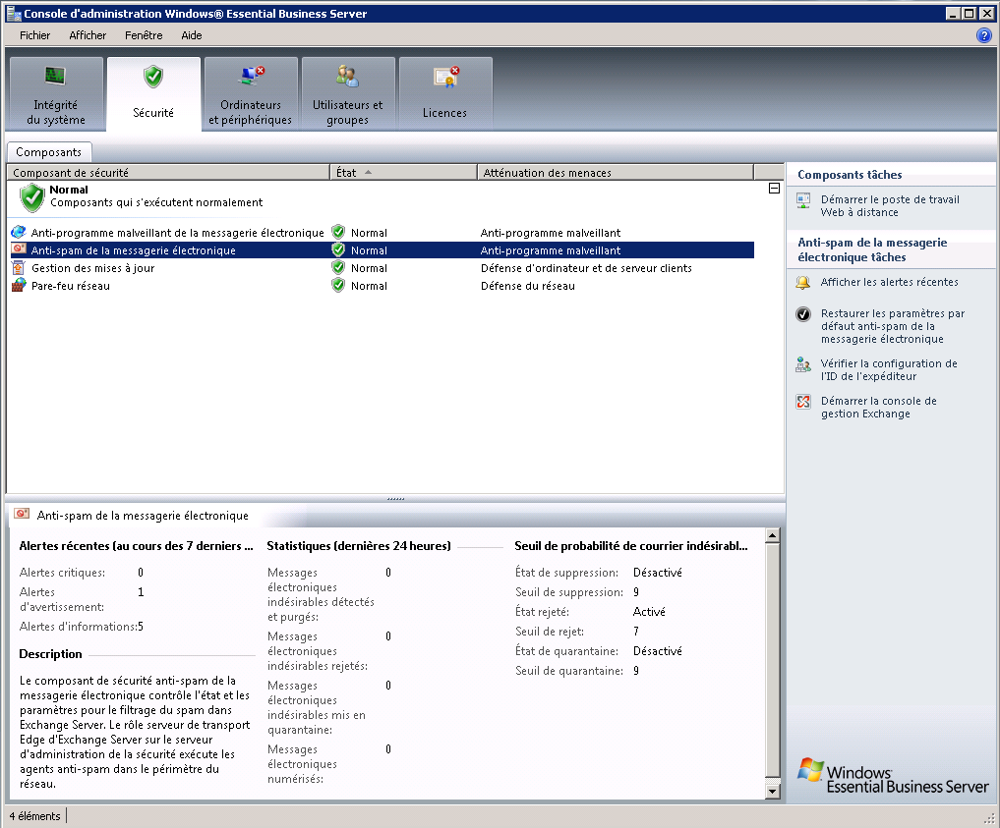 Console d'administration Windows® Essential Business Server
Fichier Afficher Fenêtre Aide
Intégrité
du système
Sécurité
Ordinateurs
et périphériques
Utilisateurs et
groupes
Licences
Composants
Composant de sécurité État Atténuation des menaces
Normal
Composants qui s'exécutent normalement
Anti-programme malveillant de la messagerie électronique Normal Anti-programme malveillant
Anti-spam de la messagerie électronique Normal Anti-programme malveillant
Gestion des mises à jour Normal Défense d'ordinateur et de serveur clients
Pare-feu réseau Normal Défense du réseau
Composants tâches
Démarrer le poste de travail
Web à distance
Anti-spam de la messagerie
électronique tâches
Afficher les alertes récentes
Restaurer les paramètres par
défaut anti-spam de la
messagerie électronique
Vérifier la configuration de
l'ID de l'expéditeur
Démarrer la console de
gestion Exchange
Anti-spam de la messagerie électronique
Alertes récentes (au cours des 7 derniers ...
Alertes critiques: 0
Alertes
d'avertissement: 1
Alertes d'informations: 5
Description
Le composant de sécurité anti-spam de la
messagerie électronique contrôle l'état et les
paramètres pour le filtrage du spam dans
Exchange Server. Le rôle serveur de transport
Edge d'Exchange Server sur le serveur
d'administration de la sécurité exécute les
agents anti-spam dans le périmètre du
réseau.
Statistiques (dernières 24 heures)
Messages 0
électroniques
indésirables détectés
et purgés:
Messages 0
électroniques
indésirables rejetés:
Messages 0
électroniques
indésirables mis en
quarantaine:
Messages 0
électroniques
numérisés:
Seuil de probabilité de courrier indésirabl...
État de suppression: Désactivé
Seuil de suppression: 9
État rejeté: Activé
Seuil de rejet: 7
État de quarantaine: Désactivé
Seuil de quarantaine: 9
Windows
Essential Business Server
4 éléments